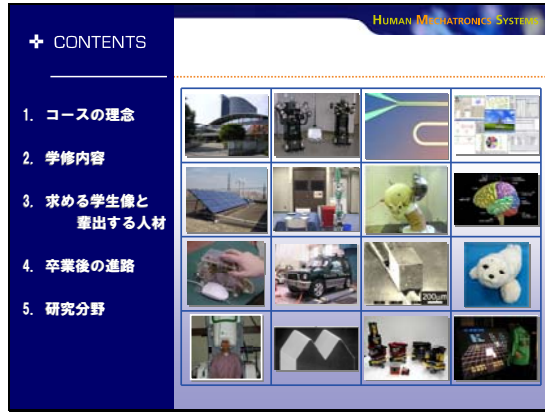 HUMAN MECHATRONICS SYSTEMS
CONTENTS
1. コースの理念
2. 学修内容
3. 求める学生像と
輩出する人材
4. 卒業後の進路
5. 研究分野
200μm